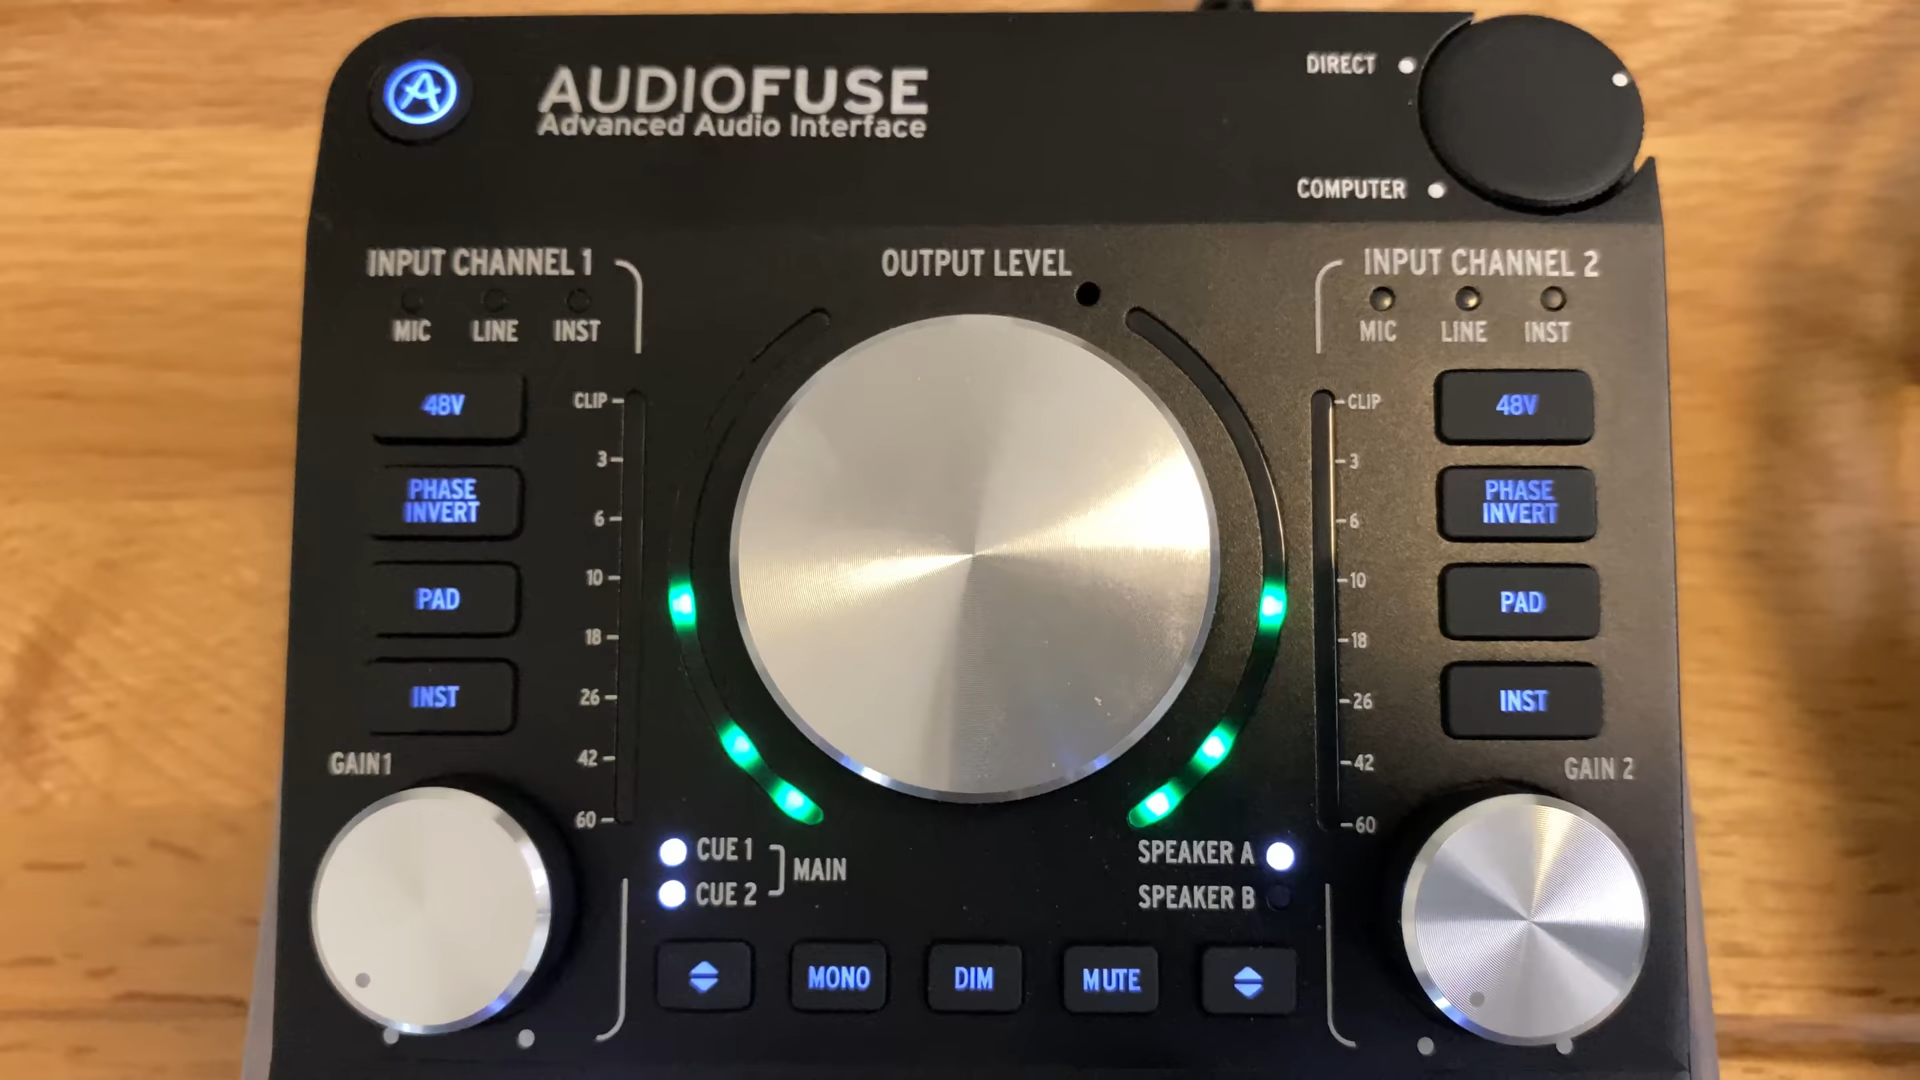 AUDIOFUSE
Advanced Audio Interface
DIRECT
COMPUTER
INPUT CHANNEL 1
MIC LINE INST
48V
PHASE
INVERT
PAD
INST
GAIN 1
CLIP
3
6
10
18
26
42
60
OUTPUT LEVEL
CUE 1
CUE 2
MAIN
SPEAKER A
SPEAKER B
MONO DIM MUTE
INPUT CHANNEL 2
MIC LINE INST
CLIP
3
6
10
18
26
42
60
48V
PHASE
INVERT
PAD
INST
GAIN 2